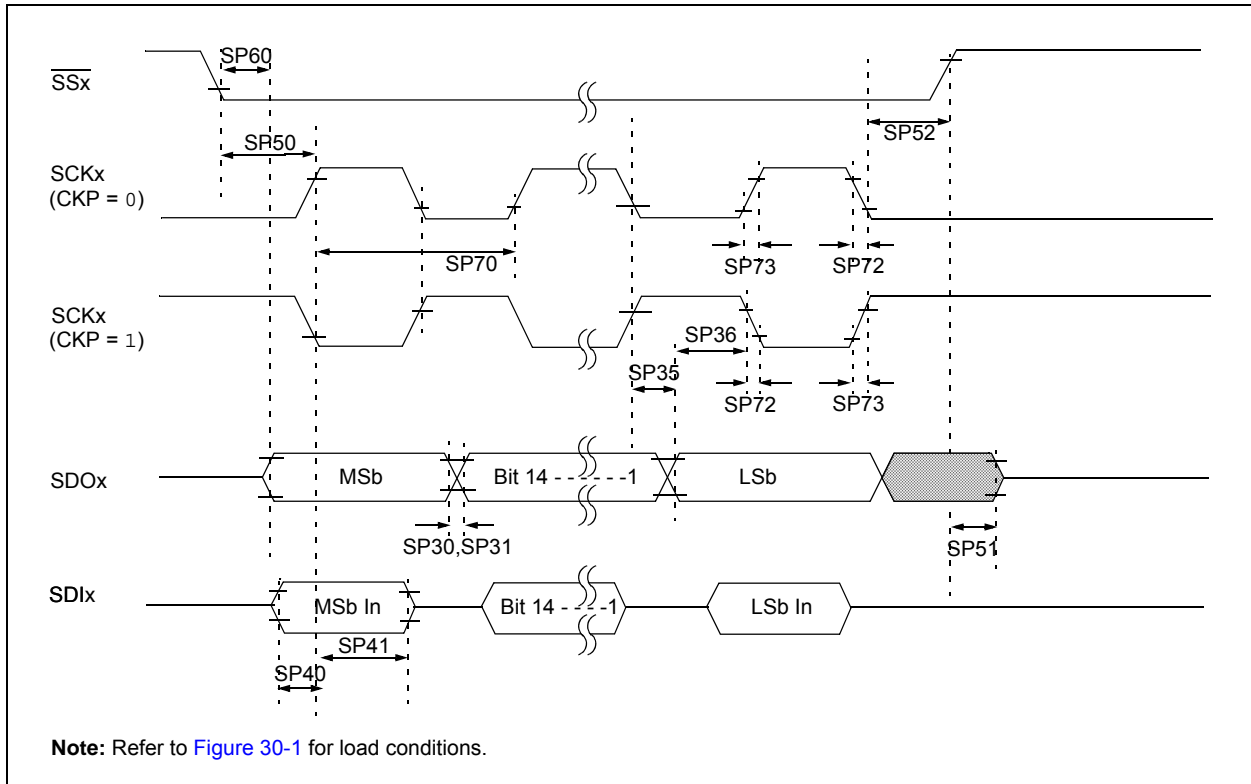 SP60
SSx
SP52
SP50
SCKx
(CKP = 0)
SP70
SP73
SP72
SCKx
(CKP = 1)
SP36
SP35
SP72
SP73
SDOx
MSb
Bit 14 - - - - - -1
LSb
SP30,SP31
SP51
SDIx
MSb In
Bit 14 - - - -1
LSb In
SP41
SP40
Note: Refer to Figure 30-1 for load conditions.